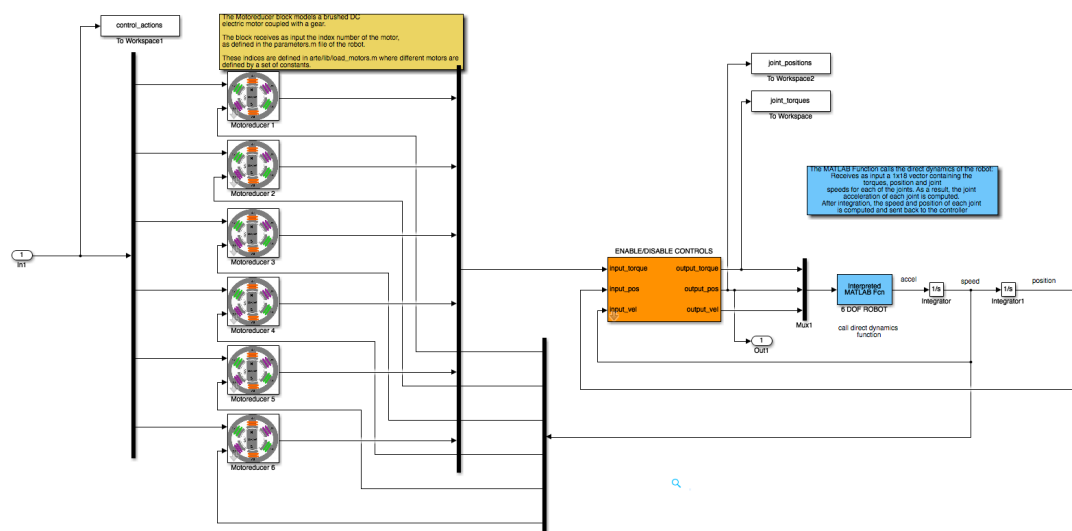 control_actions
To Workspace1
The Motoreducer block models a brushed DC
electric motor coupled with a gear.
The block receives as input the index number of the motor,
as defined in the parameters.m file of the robot.
These indices are defined in arte/lib/load_motors.m where different motors are
defined by a set of constants.
Motoreducer 1
Motoreducer 2
Motoreducer 3
Motoreducer 4
Motoreducer 5
Motoreducer 6
1
In1
joint_positions
To Workspace2
joint_torques
To Workspace
The MATLAB Function calls the direct dynamics of the robot:
Receives as input a 1x18 vector containing the
torques, position and joint
speeds for each of the joints. As a result, the joint
acceleration of each joint is computed.
After integration, the speed and position of each joint
is computed and sent back to the controller
ENABLE/DISABLE CONTROLS
input_torque output_torque
input_pos output_pos
input_vel output_vel
Mux1
1
Out1
Interpreted
MATLAB Fcn
6 DOF ROBOT
call direct dynamics
function
accel
1/s
Integrator
speed
1/s
Integrator1
position